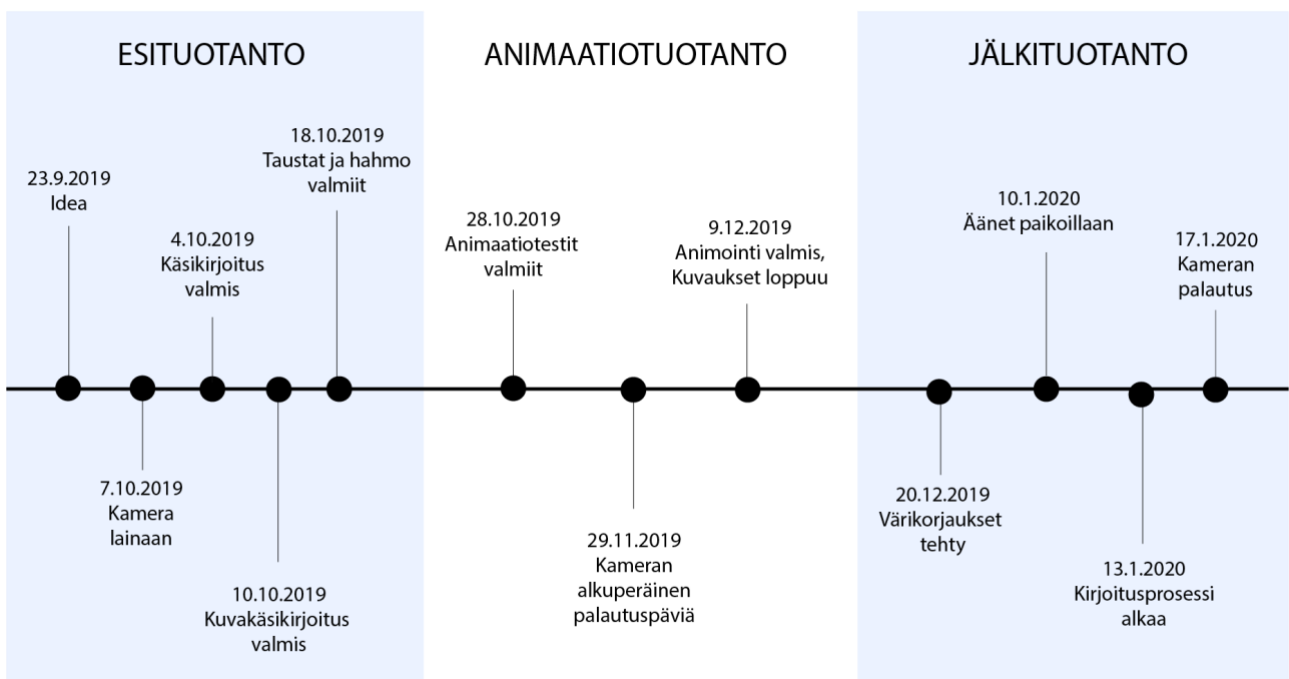 ESITUOTANTO
23.9.2019
Idea
7.10.2019
Kamera
lainaan
4.10.2019
Käsikirjoitus
valmis
10.10.2019
Kuvakäsikirjoitus
valmis
18.10.2019
Taustat ja hahmo
valmiit
ANIMAATIOTUOTANTO
28.10.2019
Animaatiotestit
valmiit
29.11.2019
Kameran
alkuperäinen
palautuspäviä
9.12.2019
Animointi valmis,
Kuvaukset loppuu
JÄLKITUOTANTO
20.12.2019
Värikorjaukset
tehty
10.1.2020
Äänet paikoillaan
13.1.2020
Kirjoitusprosessi
alkaa
17.1.2020
Kameran
palautus